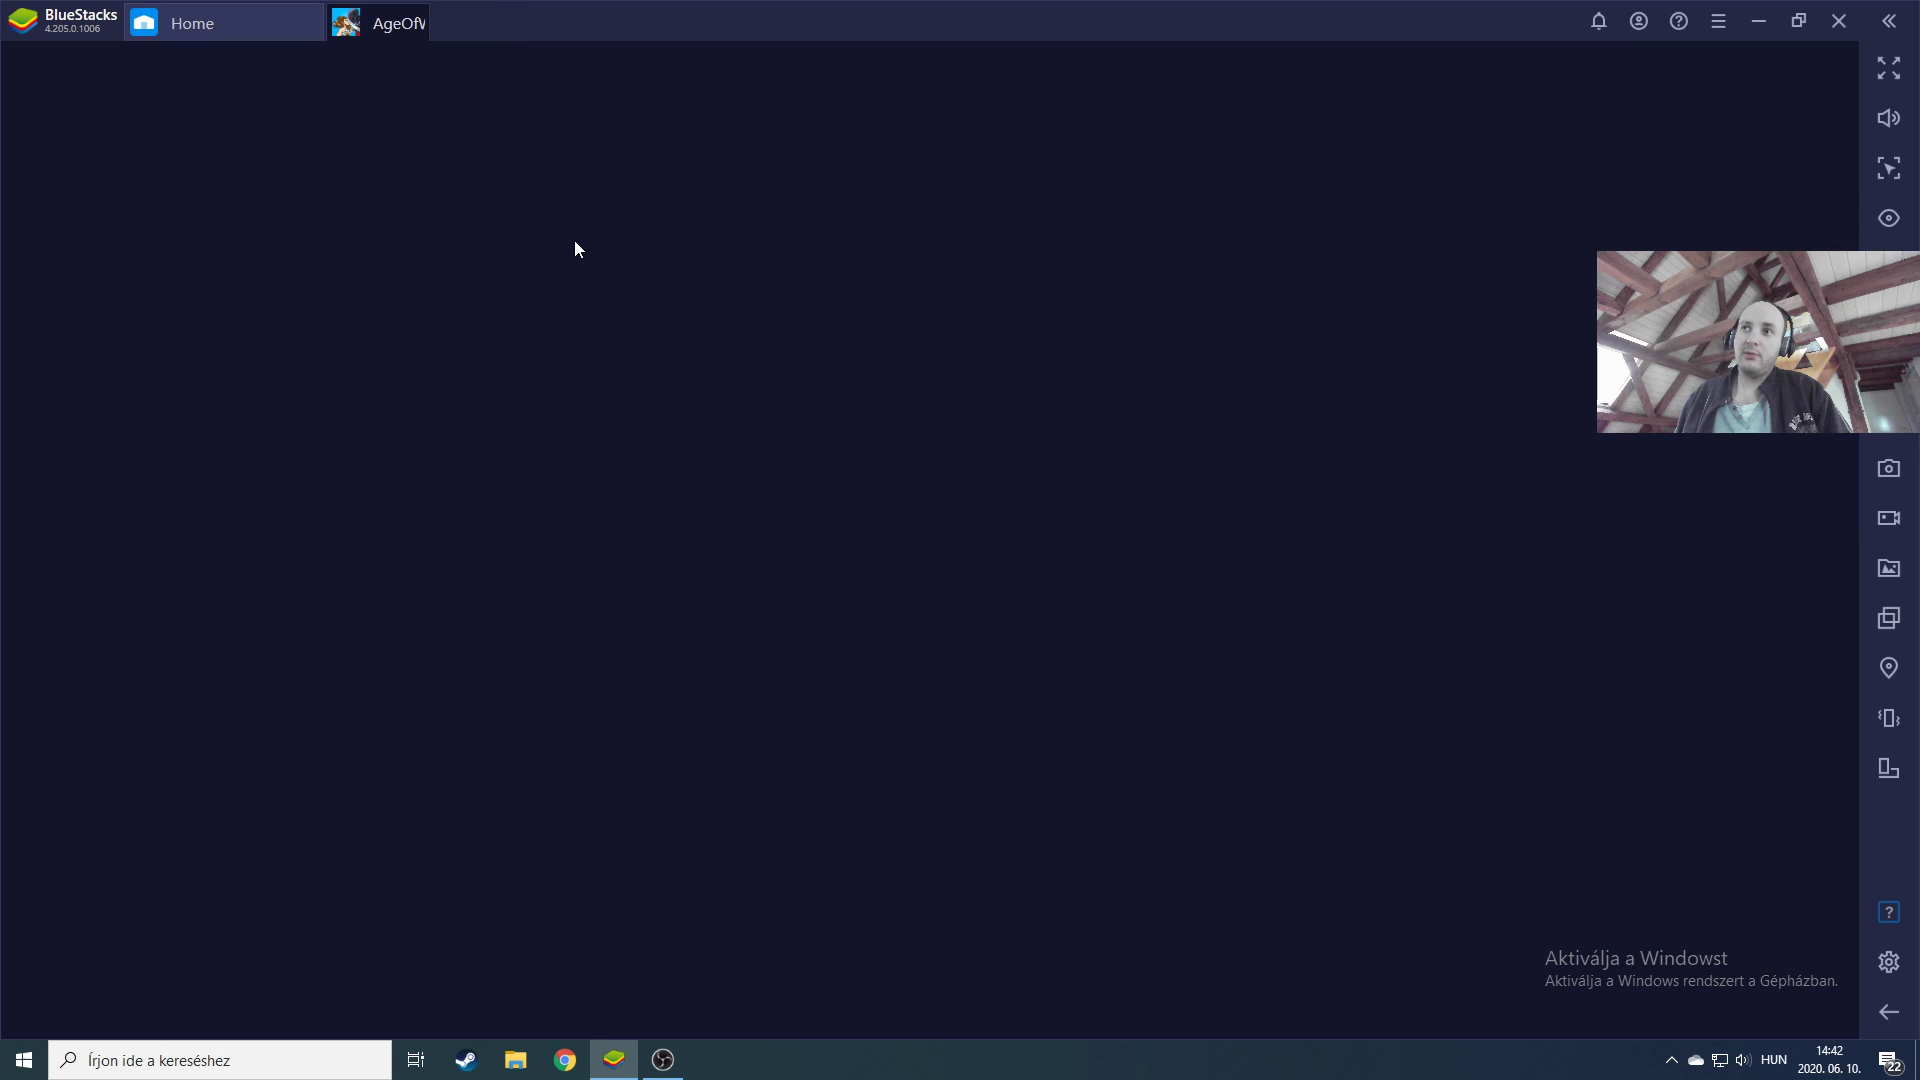 BlueStacks
4.205.0.1006
Home
AgeOfW
Aktiválja a Windowst
Aktiválja a Windows rendszert a Gépházban.
Írjon ide a kereséshez
HUN
14:42
2020. 06. 10.
22